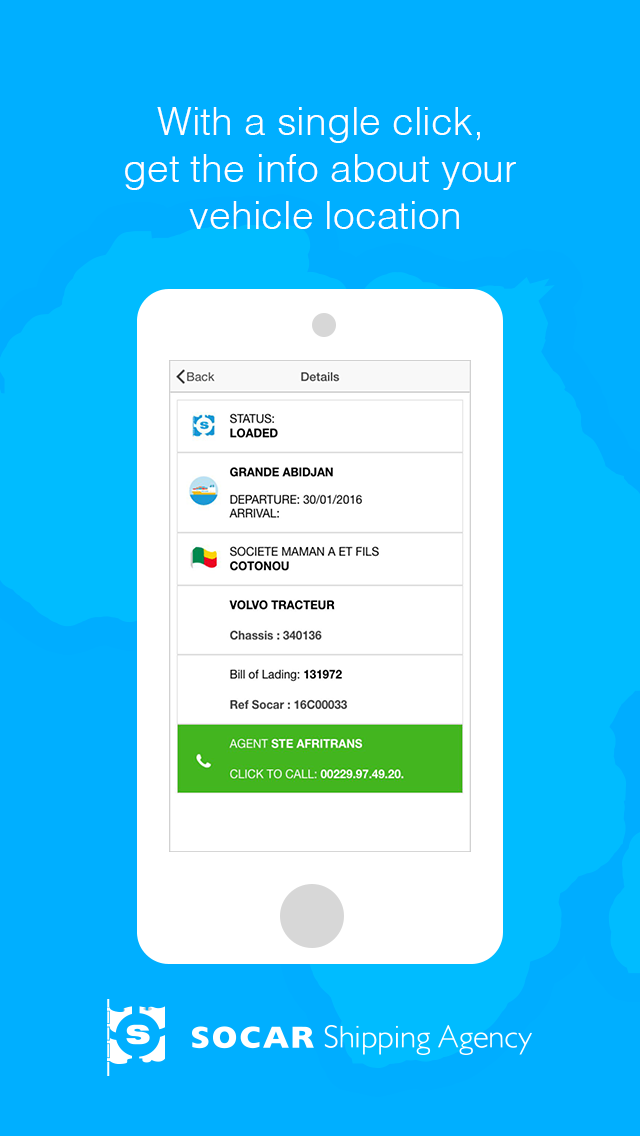 With a single click,
get the info about your
vehicle location
Back
Details
STATUS:
LOADED
GRANDE ABIDJAN
DEPARTURE: 30/01/2016
ARRIVAL:
SOCIETE MAMAN A ET FILS
COTONOU
VOLVO TRACTEUR
Chassis : 340136
Bill of Lading: 131972
Ref Socar : 16C00033
AGENT STE AFRITRANS
CLICK TO CALL: 00229.97.49.20.
S SOCAR Shipping Agency